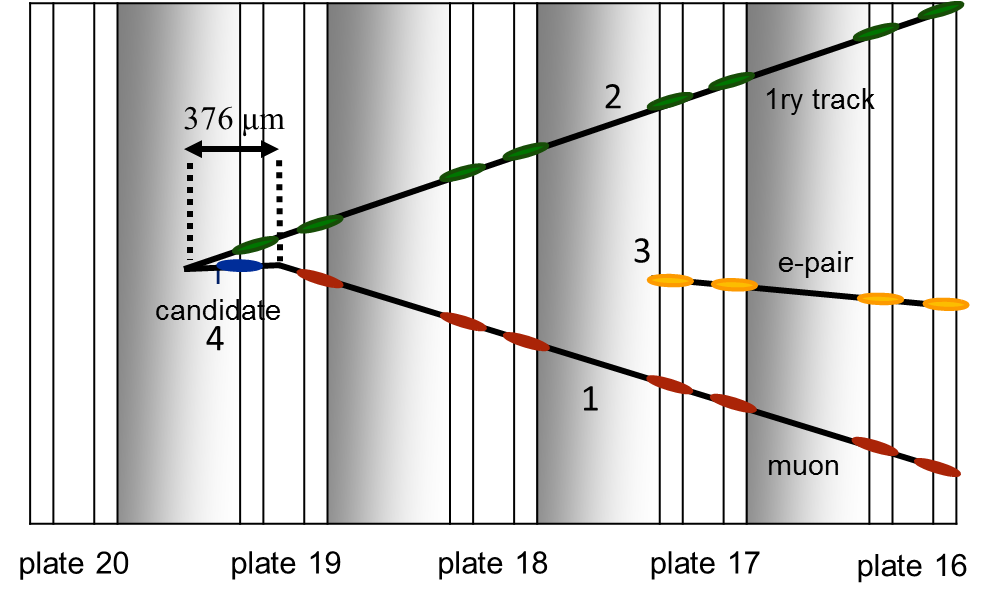 2
376 μm
1ry track
3
e-pair
candidate
4
1
muon
plate 20 plate 19 plate 18 plate 17 plate 16